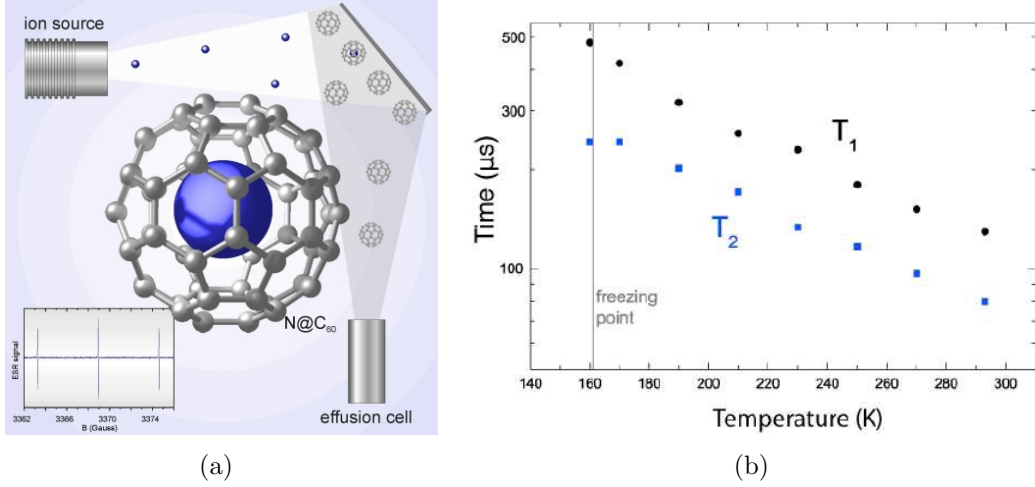 ion source
N@C60
ESR signal
3362 3366 3370 3374
B (Gauss)
effusion cell
(a)
500
300
100
Time (µs)
T1
T2
freezing
point
140 160 180 200 220 240 260 280 300
Temperature (K)
(b)